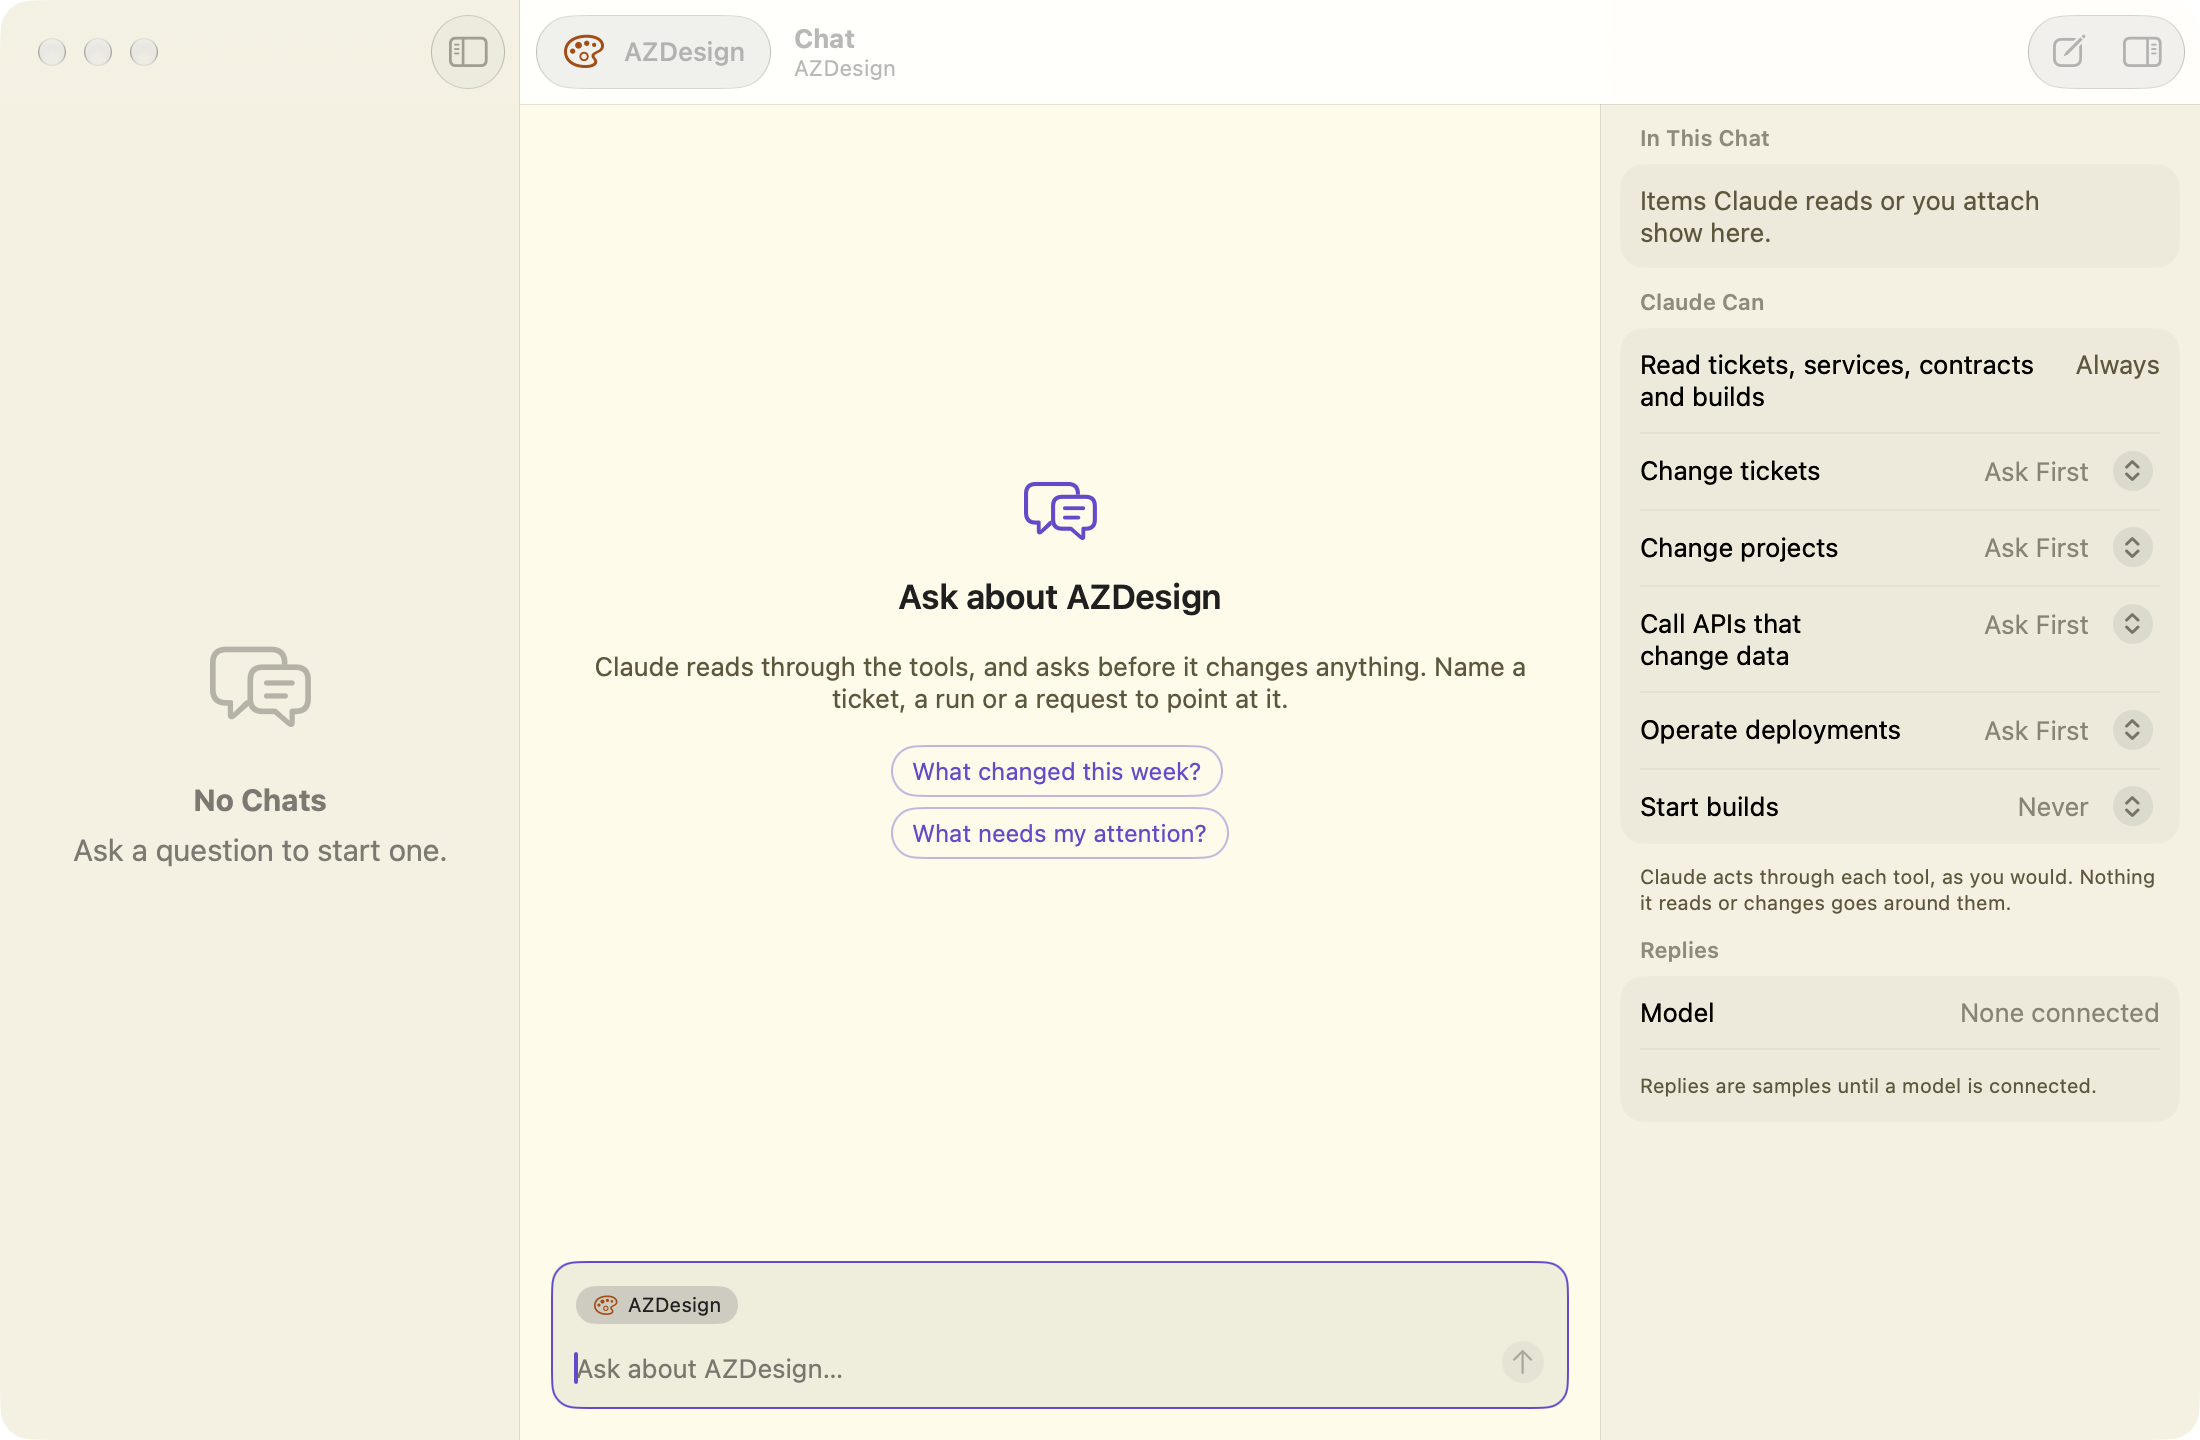 AZDesign
Chat
AZDesign
No Chats
Ask a question to start one.
Ask about AZDesign
Claude reads through the tools, and asks before it changes anything. Name a
ticket, a run or a request to point at it.
What changed this week?
What needs my attention?
AZDesign
Ask about AZDesign...
In This Chat
Items Claude reads or you attach
show here.
Claude Can
Read tickets, services, contracts
and builds
Always
Change tickets
Ask First
Change projects
Ask First
Call APIs that
change data
Ask First
Operate deployments
Ask First
Start builds
Never
Claude acts through each tool, as you would. Nothing
it reads or changes goes around them.
Replies
Model
None connected
Replies are samples until a model is connected.